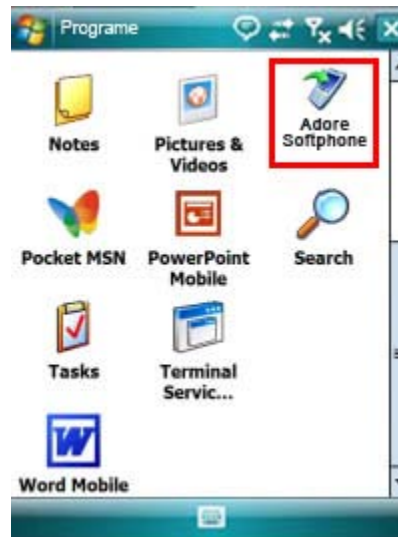 Programe
Notes
Pictures &
Videos
Adore
Softphone
Pocket MSN
PowerPoint
Mobile
Search
Tasks
Terminal
Servic...
Word Mobile